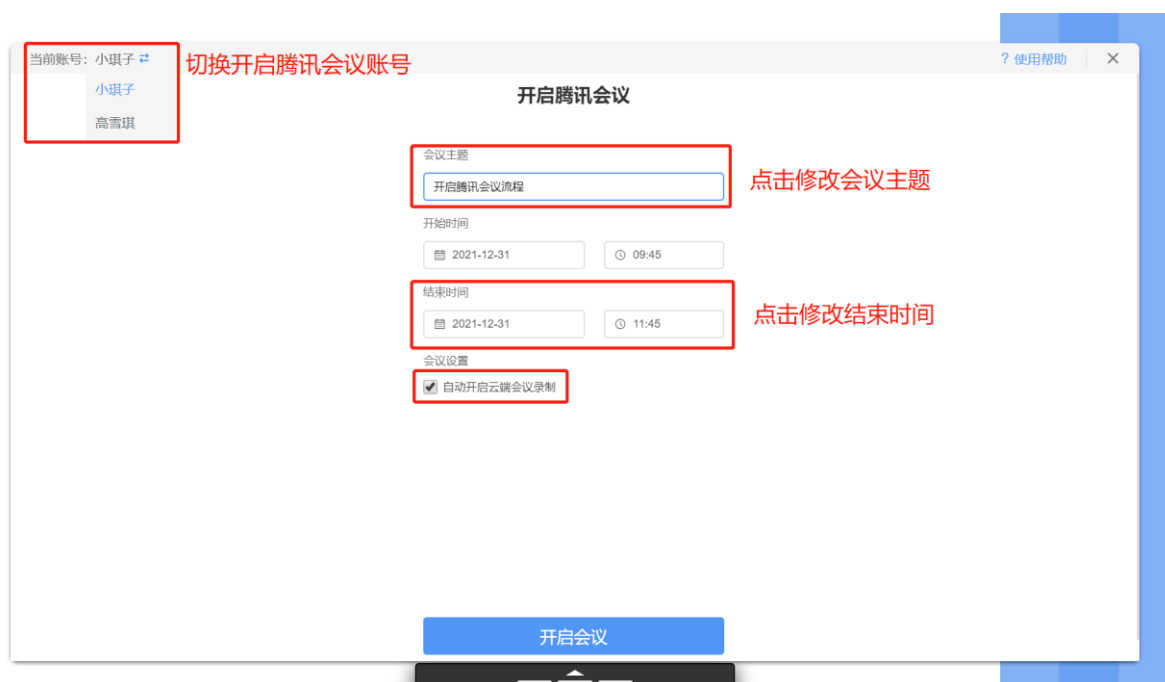 当前账号：小琪子
切换开启腾讯会议账号
? 使用帮助
小琪子
高雪琪
开启腾讯会议
会议主题
开启腾讯会议流程
点击修改会议主题
开始时间
2021-12-31 09:45
结束时间
2021-12-31 11:45
点击修改结束时间
会议设置
自动开启云端会议录制
开启会议